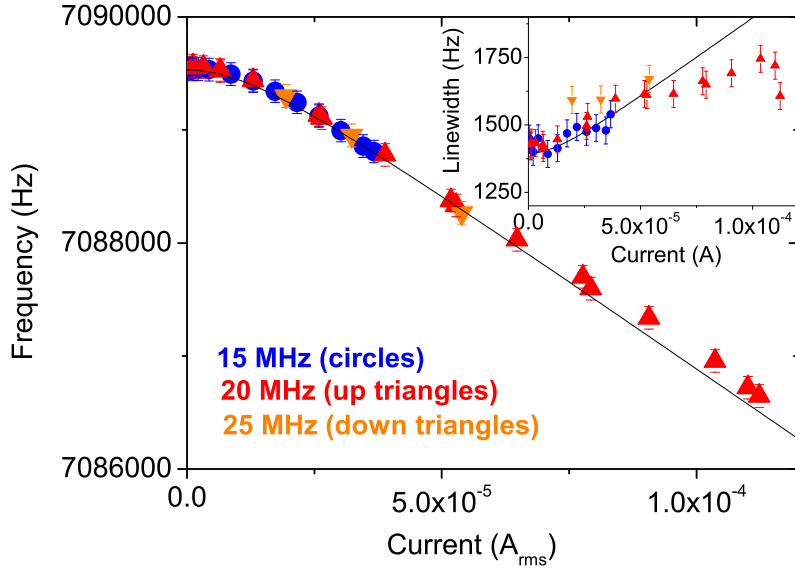 7090000
7088000
7086000
Frequency (Hz)
0.0
5.0x10⁻⁵
1.0x10⁻⁴
Current (A_rms)
15 MHz (circles)
20 MHz (up triangles)
25 MHz (down triangles)
1750
1500
1250
Linewidth (Hz)
0.0
5.0x10⁻⁵
1.0x10⁻⁴
Current (A)